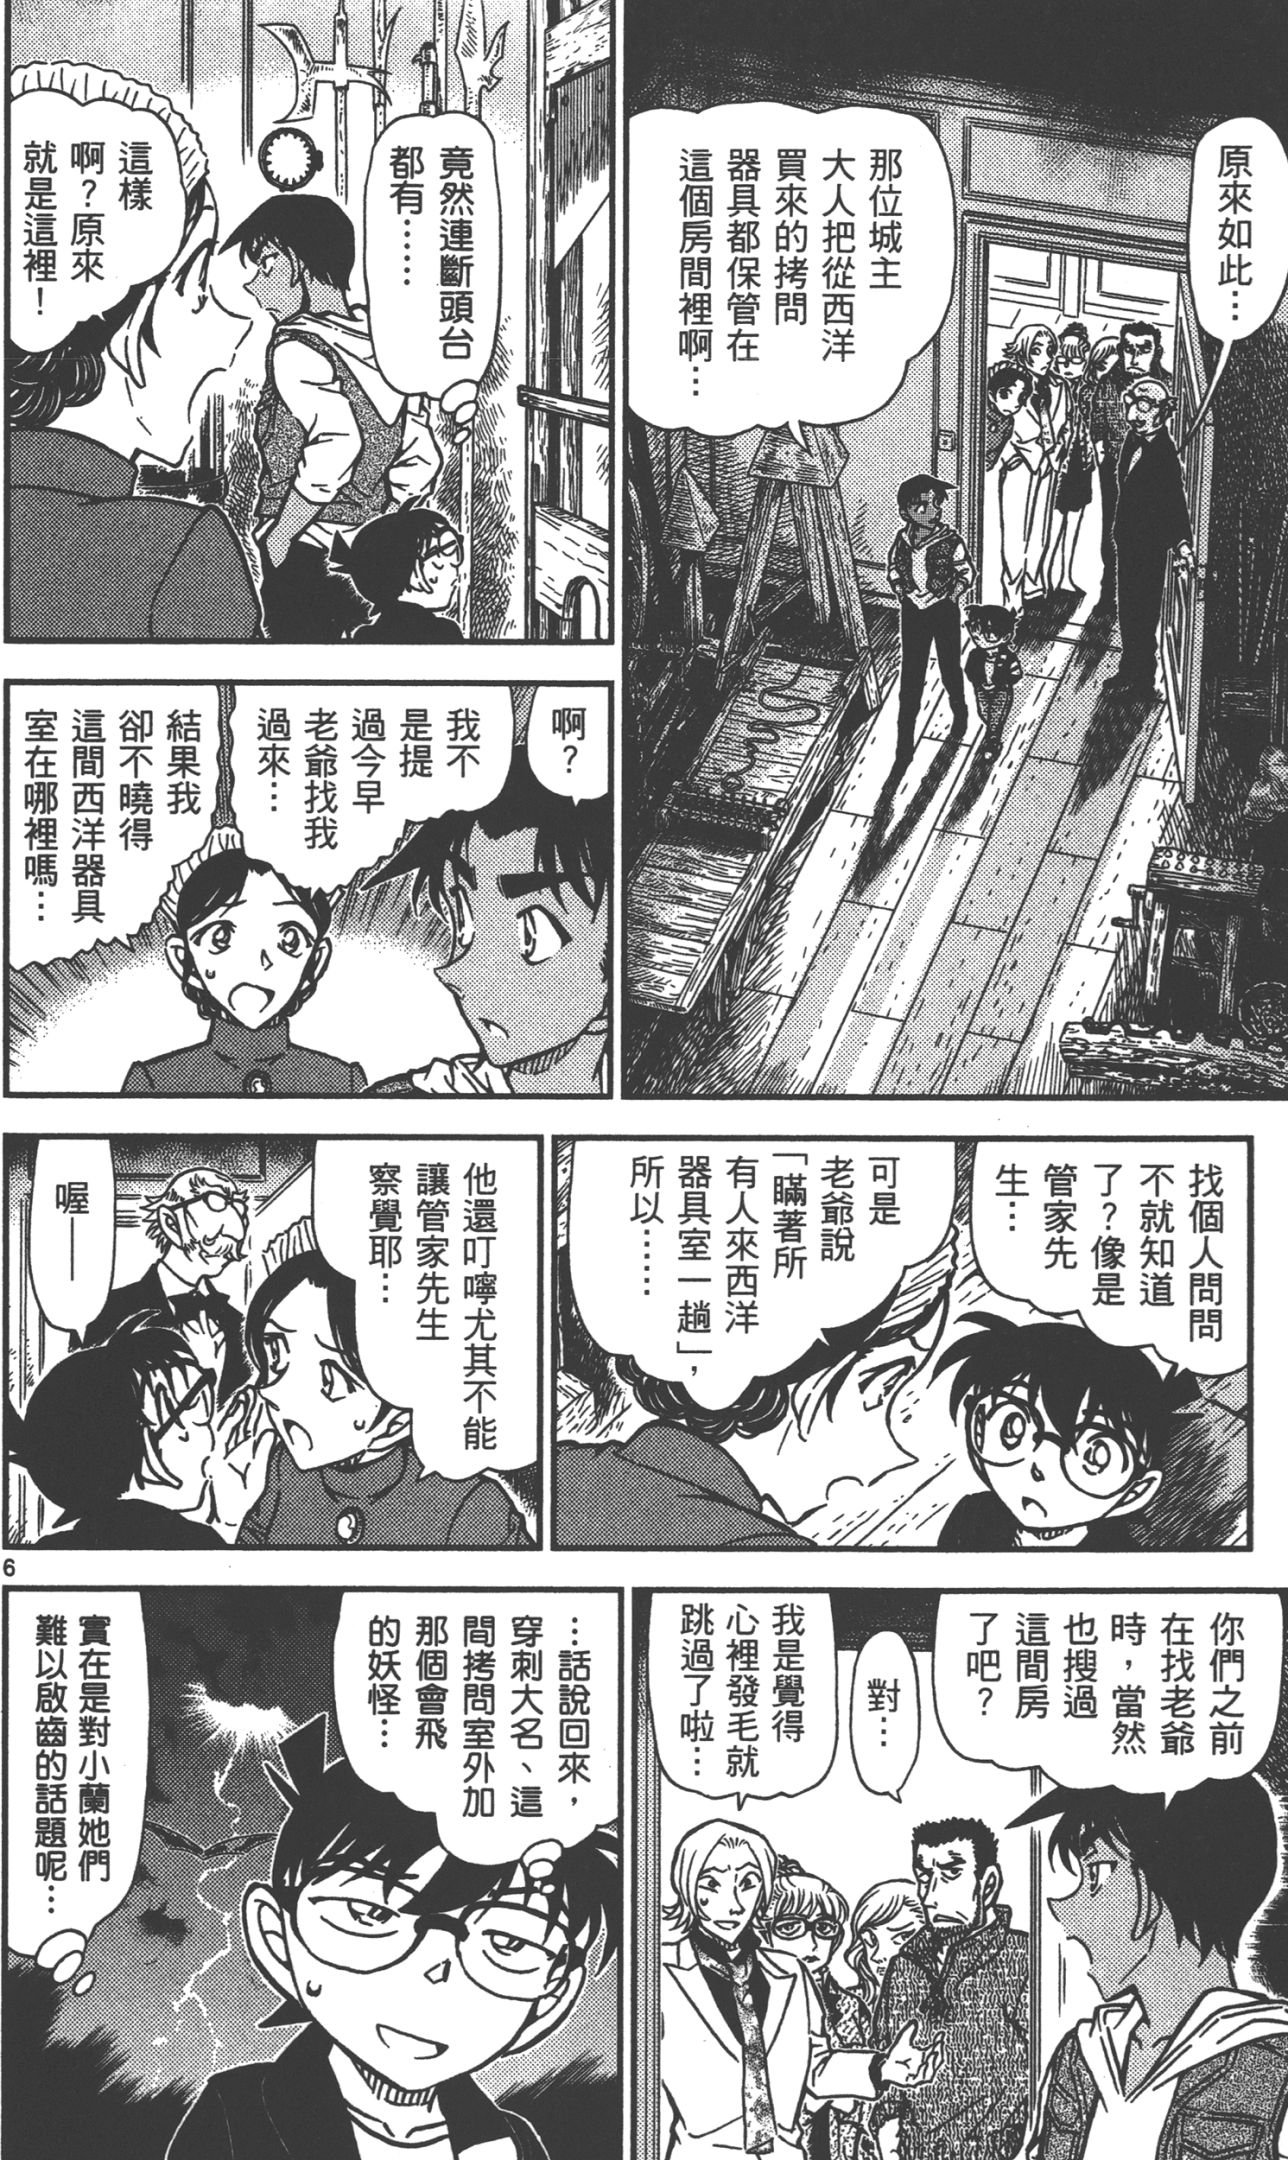 原來如此…
那位城主
大人把從西洋
買來的拷問
器具都保管在
這個房間裡啊…
竟然連斷頭台
都有……
這樣
啊？原來
就是這裡！
啊？
我不
是提
過今早
老爺找我
過來…
結果我
卻不曉得
這間西洋器具
室在哪裡嗎…
找個人問問
不就知道
了？像是
管家先
生…
可是
老爺說
「瞞著所
有人來西洋
器具室一趟」，
所以……
他還叮嚀尤其不能
讓管家先生
察覺耶…
喔——
6
你們之前
在找老爺
時，當然
也搜過
這間房
了吧？
對…
我是覺得
心裡發毛就
跳過了啦…
…話說回來，
穿刺大名、這
間拷問室外加
那個會飛
的妖怪…
實在是對小蘭她們
難以啟齒的話題呢…